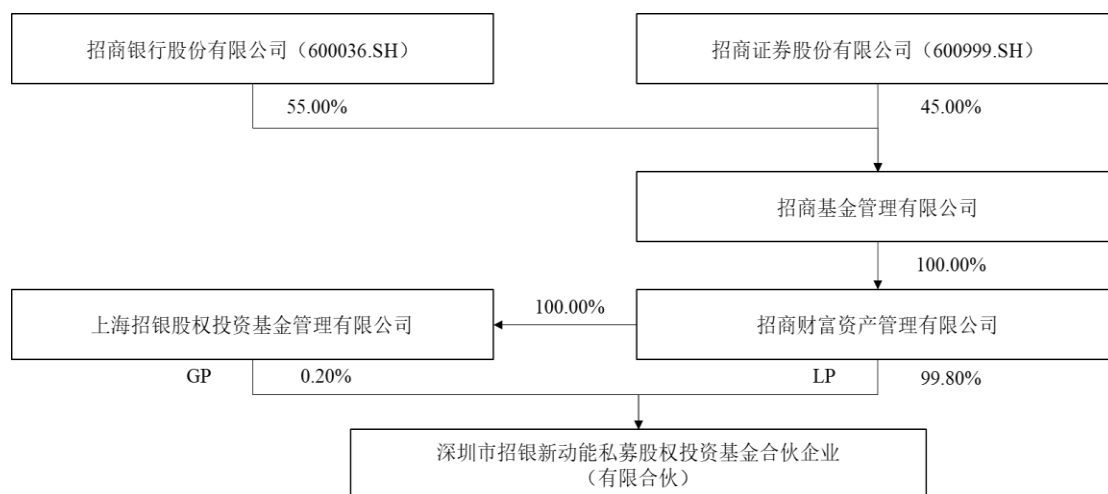 招商银行股份有限公司（600036.SH）
招商证券股份有限公司（600999.SH）
55.00%
45.00%
招商基金管理有限公司
100.00%
上海招银股权投资基金管理有限公司
100.00%
招商财富资产管理有限公司
GP
0.20%
LP
99.80%
深圳市招银新动能私募股权投资基金合伙企业
（有限合伙）